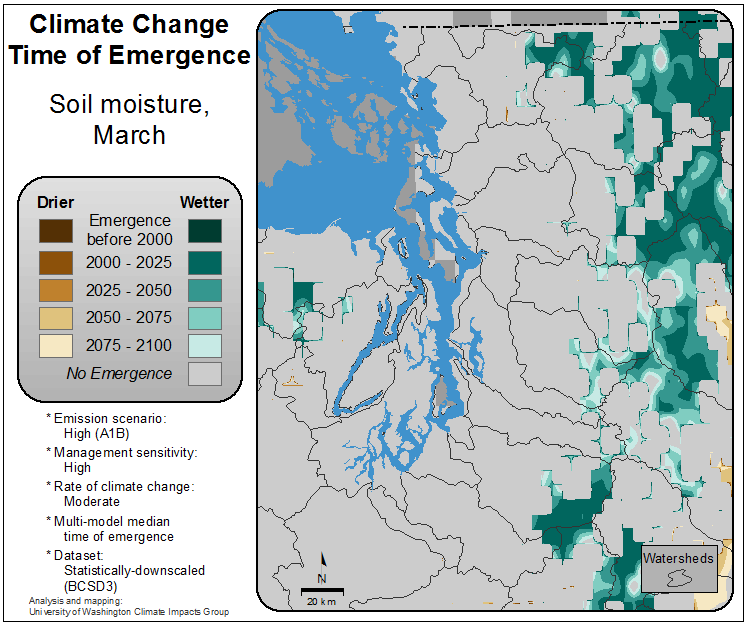 Climate Change
Time of Emergence
Soil moisture,
March
Drier
Wetter
Emergence
before 2000
2000 - 2025
2025 - 2050
2050 - 2075
2075 - 2100
No Emergence
* Emission scenario:
High (A1B)
* Management sensitivity:
High
* Rate of climate change:
Moderate
* Multi-model median
time of emergence
* Dataset:
Statistically-downscaled
(BCSD3)
Analysis and mapping:
University of Washington Climate Impacts Group
N
20 km
Watersheds